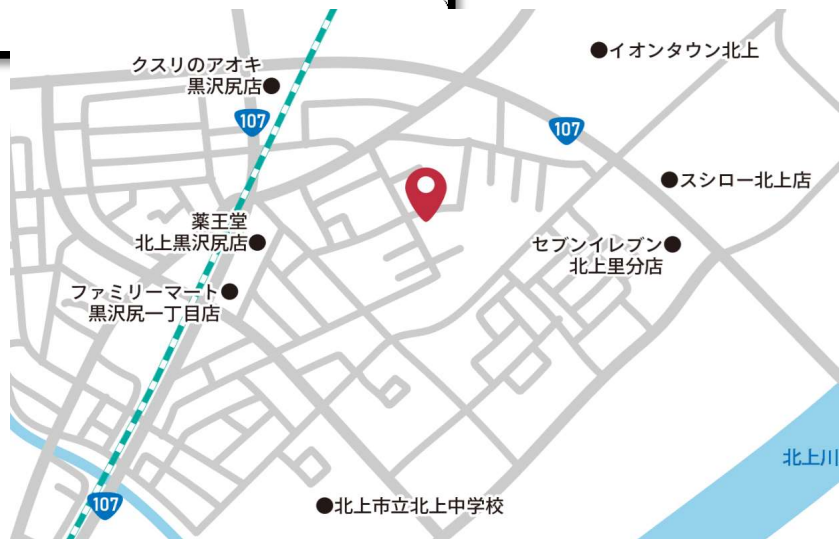 ●イオンタウン北上
クスリのアオキ
黒沢尻店●
107
107
●スシロー北上店
薬王堂
北上黒沢尻店●
セブンイレブン●
北上里分店
ファミリーマート●
黒沢尻一丁目店
北上川
107
●北上市立北上中学校